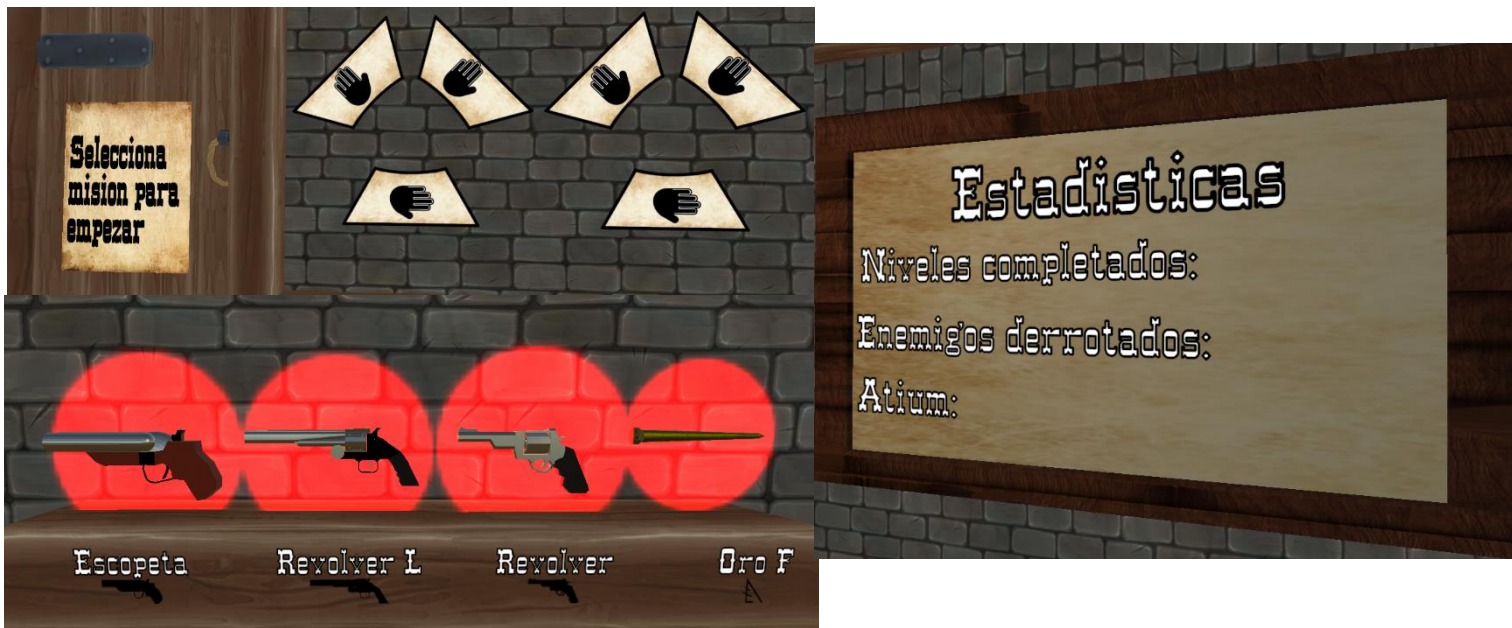 Selecciona
mision para
empezar
Escopeta
Revolver L
Revolver
Oro F
Estadisticas
Niveles completados:
Enemigos derrotados:
Atium: